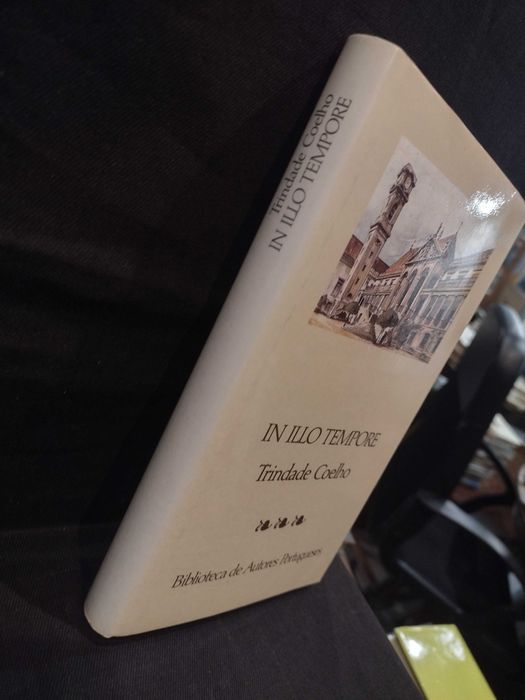 Trindade Coelho
IN ILLO TEMPORE
IN ILLO TEMPORE
Trindade Coelho
Biblioteca de Autores Portugueses